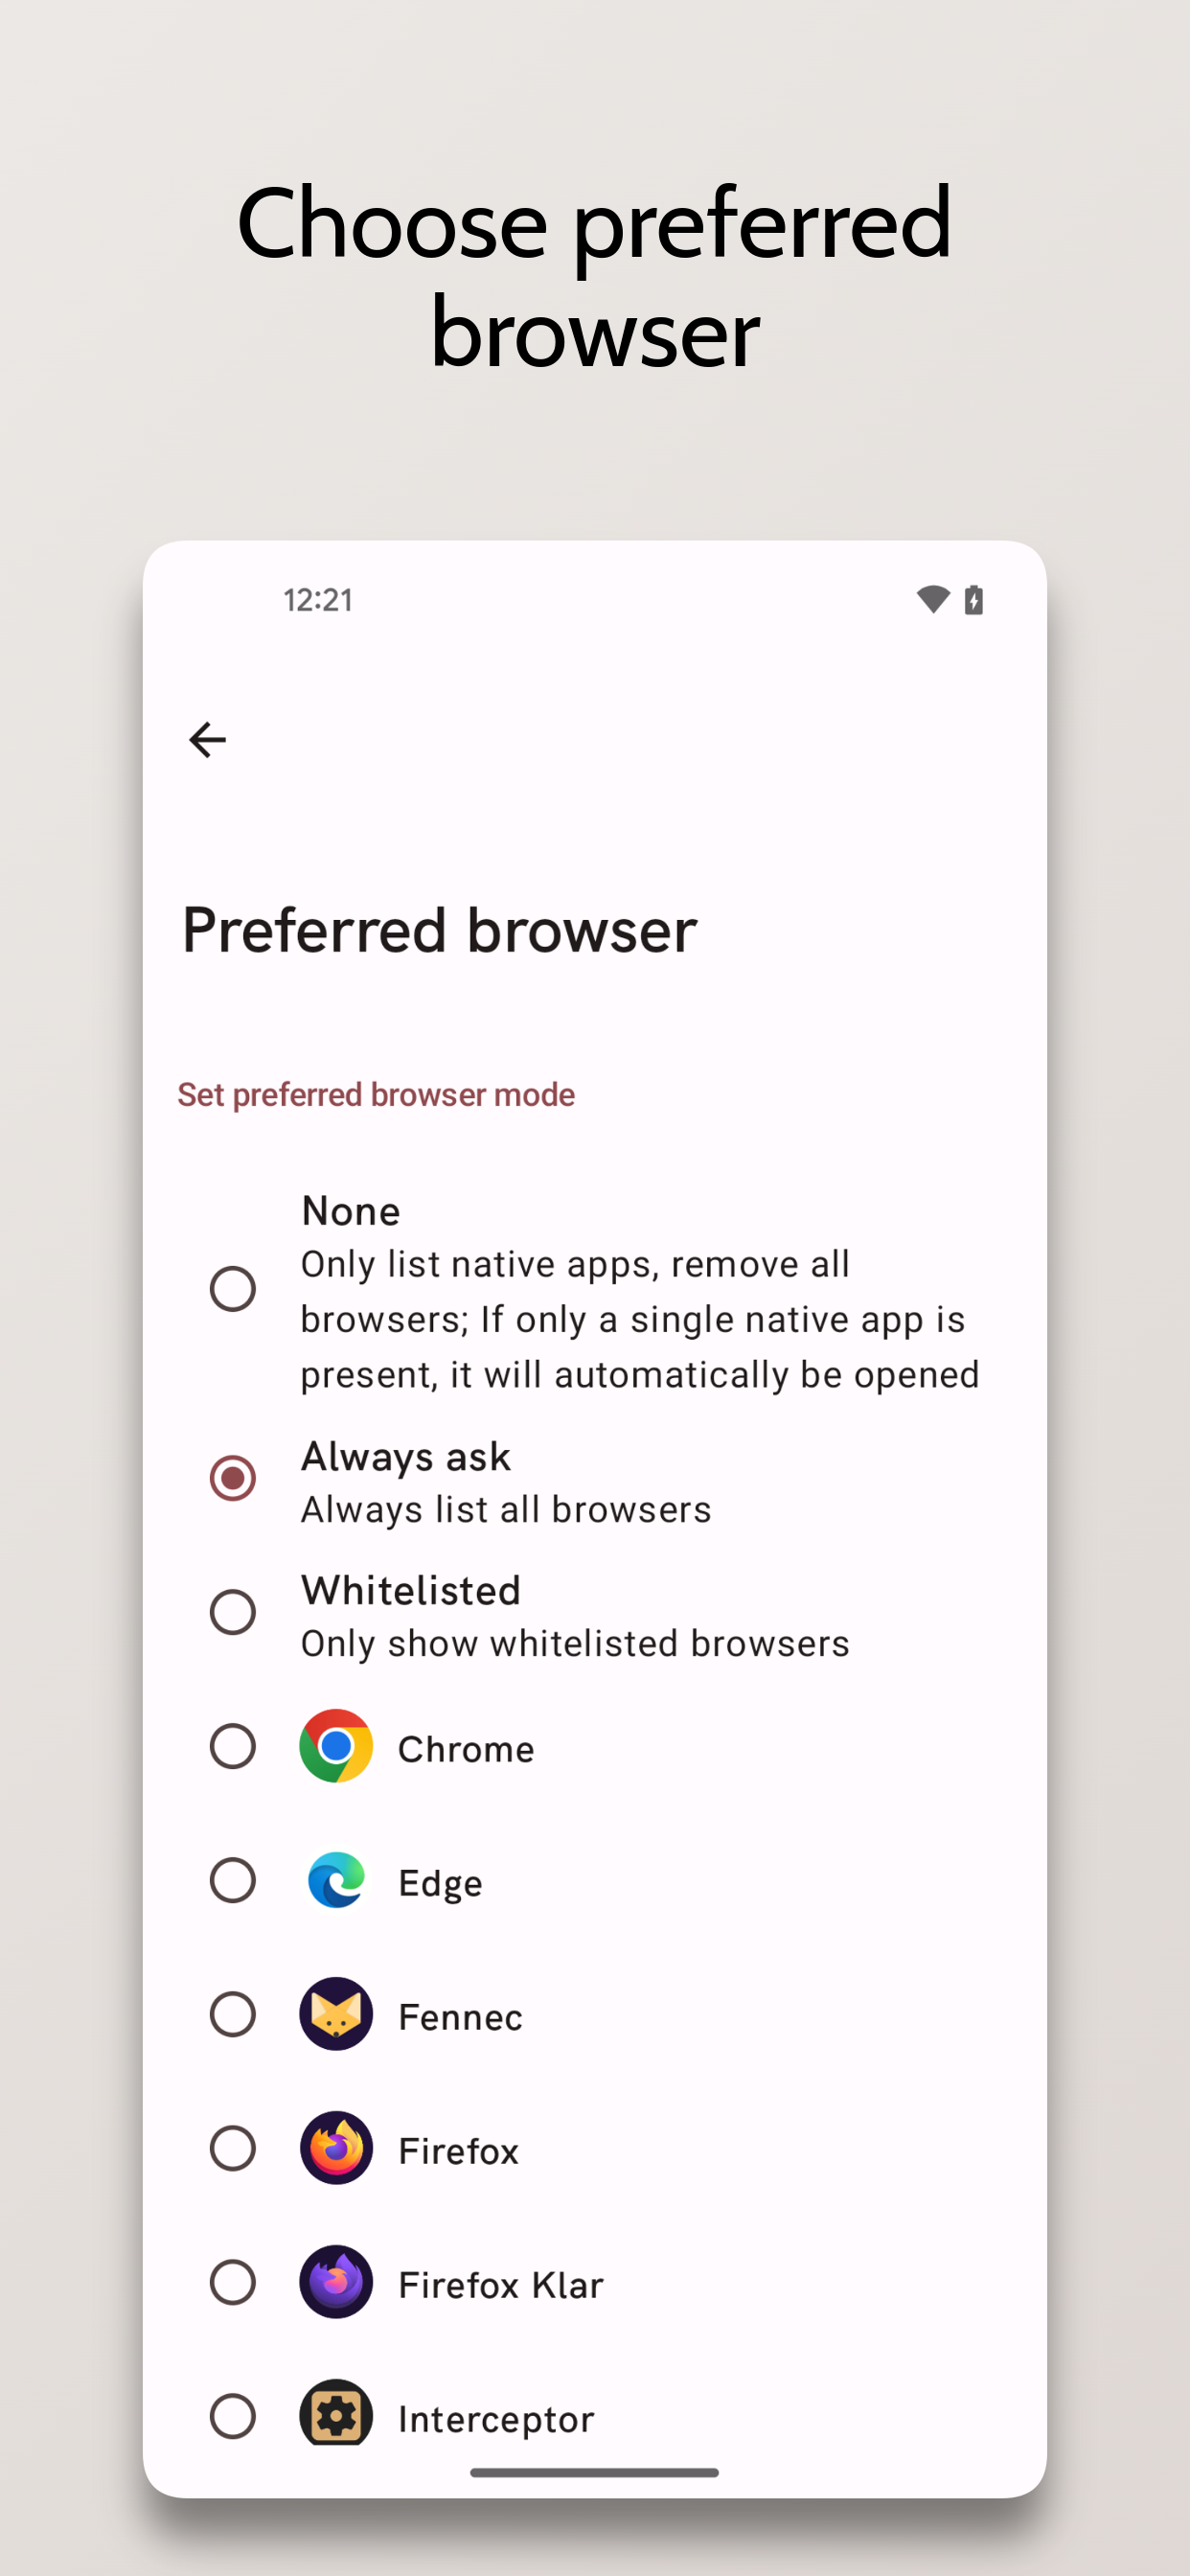 Choose preferred
browser
12:21
Preferred browser
Set preferred browser mode
None
Only list native apps, remove all
browsers; If only a single native app is
present, it will automatically be opened
Always ask
Always list all browsers
Whitelisted
Only show whitelisted browsers
Chrome
Edge
Fennec
Firefox
Firefox Klar
Interceptor